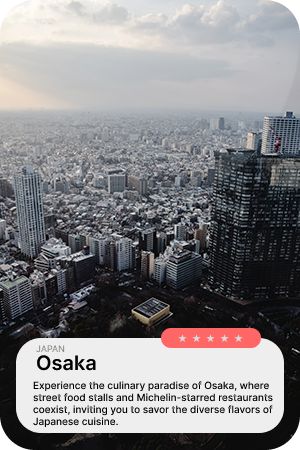 JAPAN
Osaka
Experience the culinary paradise of Osaka, where
street food stalls and Michelin-starred restaurants
coexist, inviting you to savor the diverse flavors of
Japanese cuisine.